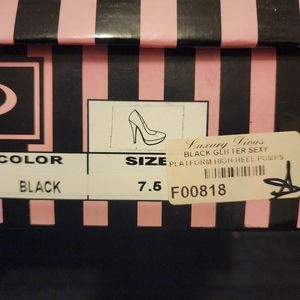 COLOR SIZE
BLACK 7.5
Luxury Divas
BLACK GLITTER SEXY
PLATFORM HIGH HEEL PUMPS
F00818